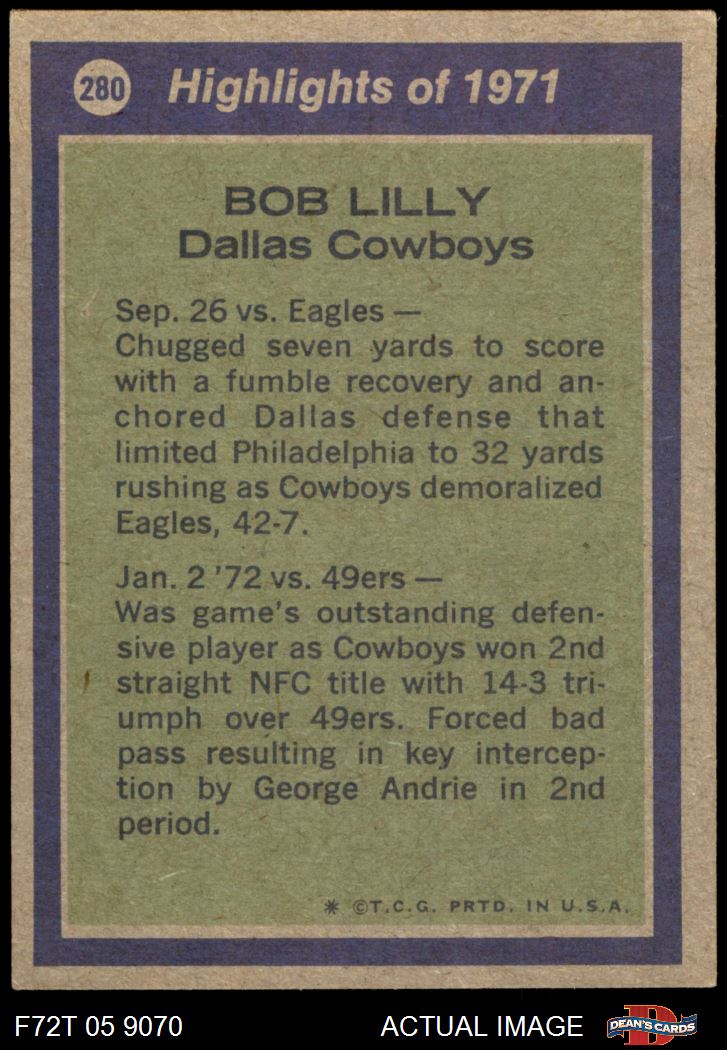 280 Highlights of 1971
BOB LILLY
Dallas Cowboys
Sep. 26 vs. Eagles —
Chugged seven yards to score
with a fumble recovery and an-
chored Dallas defense that
limited Philadelphia to 32 yards
rushing as Cowboys demoralized
Eagles, 42-7.
Jan. 2 '72 vs. 49ers —
Was game's outstanding defen-
sive player as Cowboys won 2nd
straight NFC title with 14-3 tri-
umph over 49ers. Forced bad
pass resulting in key intercep-
tion by George Andrie in 2nd
period.
✳ ©T.C.G. PRTD. IN U.S.A.
F72T 05 9070 ACTUAL IMAGE D DEAN'S CARDS